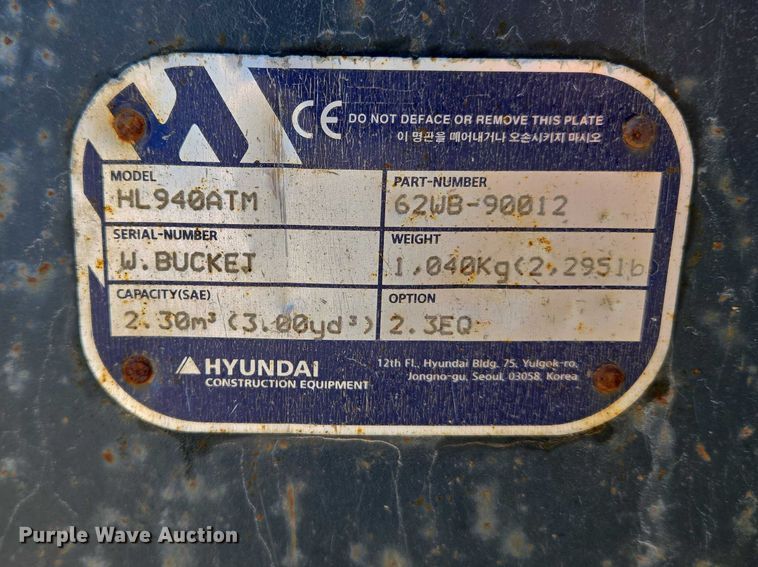 CE DO NOT DEFACE OR REMOVE THIS PLATE
이 명판을 떼어내거나 오손시키지 마시오
MODEL
HL940ATM
PART-NUMBER
62WB-90012
SERIAL-NUMBER
W.BUCKET
WEIGHT
1,040Kg(2,295lb
CAPACITY(SAE)
2.30m³(3.00yd³)
OPTION
2.3EQ
HYUNDAI
CONSTRUCTION EQUIPMENT
12th Fl., Hyundai Bldg. 75, Yulgok-ro,
Jongno-gu, Seoul, 03058, Korea
Purple Wave Auction